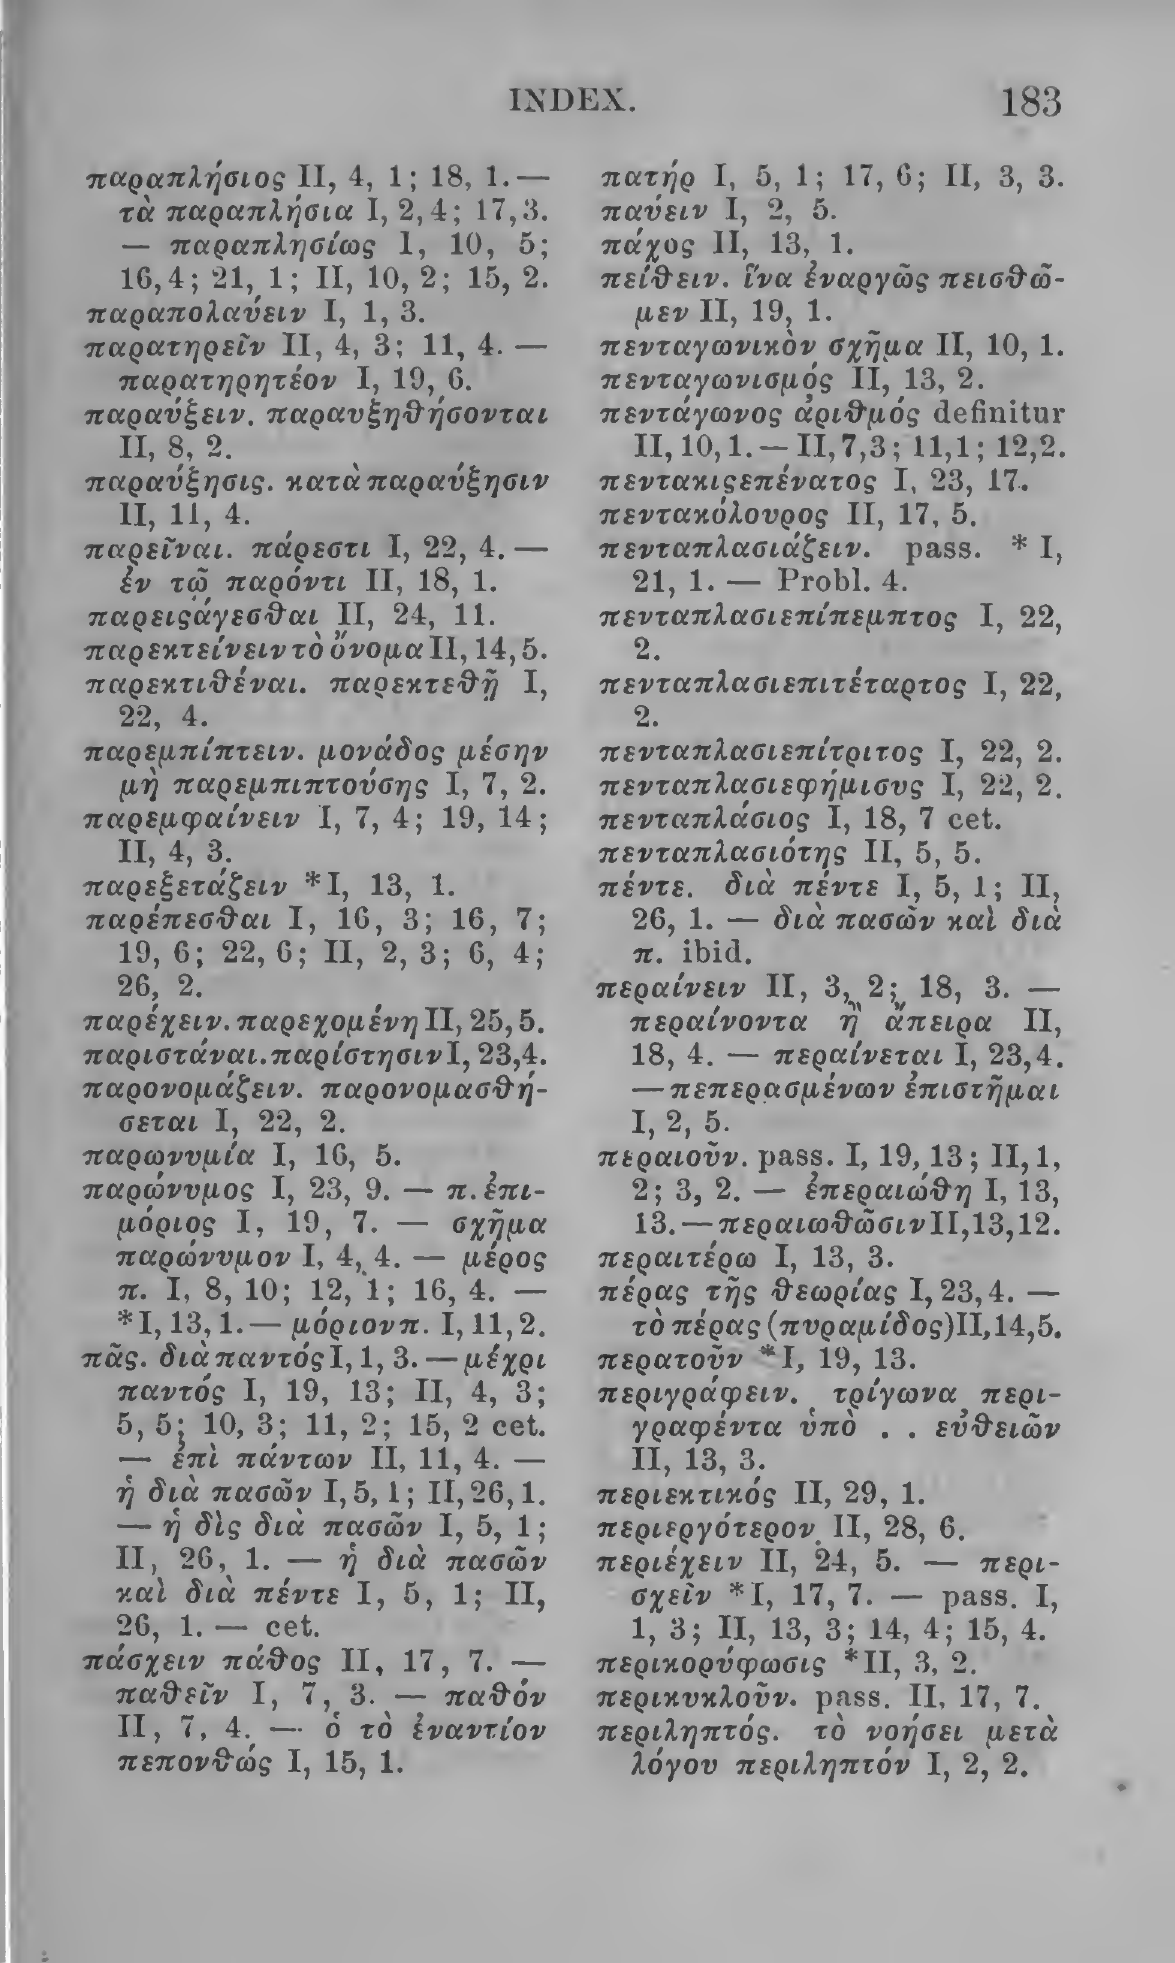 INDEX. 183
παραπλήσιος II, 4, 1; 18, 1. —
τὰ παραπλήσια I, 2, 4; 17, 3.
— παραπλησίως I, 10, 5;
16, 4; 21, 1; II, 10, 2; 15, 2.
παραπολαύειν I, 1, 3.
παρατηρεῖν II, 4, 3; 11, 4. —
παρατηρητέον I, 19, 6.
παραύξειν. παραυξηθήσονται
II, 8, 2.
παραύξησις. κατὰ παραύξησιν
II, 11, 4.
παρεῖναι. πάρεστι I, 22, 4. —
ἐν τῷ παρόντι II, 18, 1.
παρειςάγεσθαι II, 24, 11.
παρεκτείνειν τὸ ὄνομα II, 14, 5.
παρεκτιθέναι. παρεκτεθῇ I,
22, 4.
παρεμπίπτειν. μονάδος μέσην
μὴ παρεμπιπτούσης I, 7, 2.
παρεμφαίνειν I, 7, 4; 19, 14;
II, 4, 3.
παρεξετάζειν *I, 13, 1.
παρέπεσθαι I, 16, 3; 16, 7;
19, 6; 22, 6; II, 2, 3; 6, 4;
26, 2.
παρέχειν. παρεχομένη II, 25, 5.
παριστάναι. παρίστησιν I, 23, 4.
παρονομάζειν. παρονομασθή-
σεται I, 22, 2.
παρωνυμία I, 16, 5.
παρώνυμος I, 23, 9. — π. ἐπι-
μόριος I, 19, 7. — σχῆμα
παρώνυμον I, 4, 4. — μέρος
π. I, 8, 10; 12, 1; 16, 4. —
*I, 13, 1. — μόριον π. I, 11, 2.
πᾶς. διὰ παντός I, 1, 3. — μέχρι
παντός I, 19, 13; II, 4, 3;
5, 5; 10, 3; 11, 2; 15, 2 cet.
— ἐπὶ πάντων II, 11, 4. —
ἡ διὰ πασῶν I, 5, 1; II, 26, 1.
— ἡ δὶς διὰ πασῶν I, 5, 1;
II, 26, 1. — ἡ διὰ πασῶν
καὶ διὰ πέντε I, 5, 1; II,
26, 1. — cet.
πάσχειν πάθος II, 17, 7. —
παθεῖν I, 7, 3. — παθόν
II, 7, 4. — ὁ τὸ ἐναντίον
πεπονθώς I, 15, 1.
πατήρ I, 5, 1; 17, 6; II, 3, 3.
παύειν I, 2, 5.
πάχος II, 13, 1.
πείθειν. ἵνα ἐναργῶς πεισθῶ-
μεν II, 19, 1.
πενταγωνικὸν σχῆμα II, 10, 1.
πενταγωνισμός II, 13, 2.
πεντάγωνος ἀριθμός definitur
II, 10, 1. — II, 7, 3; 11, 1; 12, 2.
πεντακιςεπένατος I, 23, 17.
πεντακόλουρος II, 17, 5.
πενταπλασιάζειν. pass. * I,
21, 1. — Probl. 4.
πενταπλασιεπίπεμπτος I, 22,
2.
πενταπλασιεπιτέταρτος I, 22,
2.
πενταπλασιεπίτριτος I, 22, 2.
πενταπλασιεφήμισυς I, 22, 2.
πενταπλάσιος I, 18, 7 cet.
πενταπλασιότης II, 5, 5.
πέντε. διὰ πέντε I, 5, 1; II,
26, 1. — διὰ πασῶν καὶ διὰ
π. ibid.
περαίνειν II, 3, 2; 18, 3. —
περαίνοντα ἢ ἄπειρα II,
18, 4. — περαίνεται I, 23, 4.
— πεπερασμένων ἐπιστῆμαι
I, 2, 5.
περαιοῦν. pass. I, 19, 13; II, 1,
2; 3, 2. — ἐπεραιώθη I, 13,
13. — περαιωθῶσιν II, 13, 12.
περαιτέρω I, 13, 3.
πέρας τῆς θεωρίας I, 23, 4. —
τὸ πέρας (πυραμίδος) II, 14, 5.
περατοῦν *I, 19, 13.
περιγράφειν. τρίγωνα περι-
γραφέντα ὑπὸ . . εὐθειῶν
II, 13, 3.
περιεκτικός II, 29, 1.
περιεργότερον II, 28, 6.
περιέχειν II, 24, 5. — περι-
σχεῖν *I, 17, 7. — pass. I,
1, 3; II, 13, 3; 14, 4; 15, 4.
περικορύφωσις *II, 3, 2.
περικυκλοῦν. pass. II, 17, 7.
περιληπτός. τὸ νοήσει μετὰ
λόγου περιληπτόν I, 2, 2.